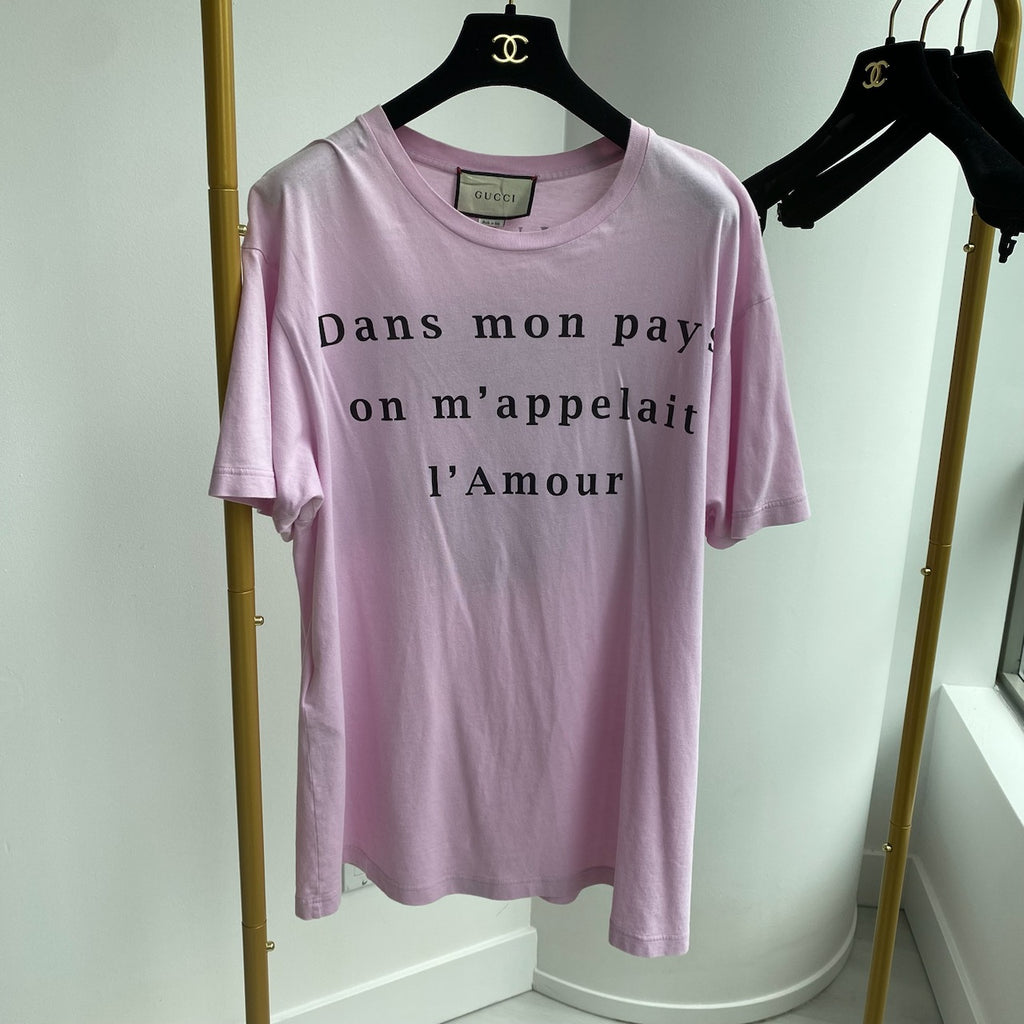 GUCCI
Dans mon pays
on m'appelait
l'Amour